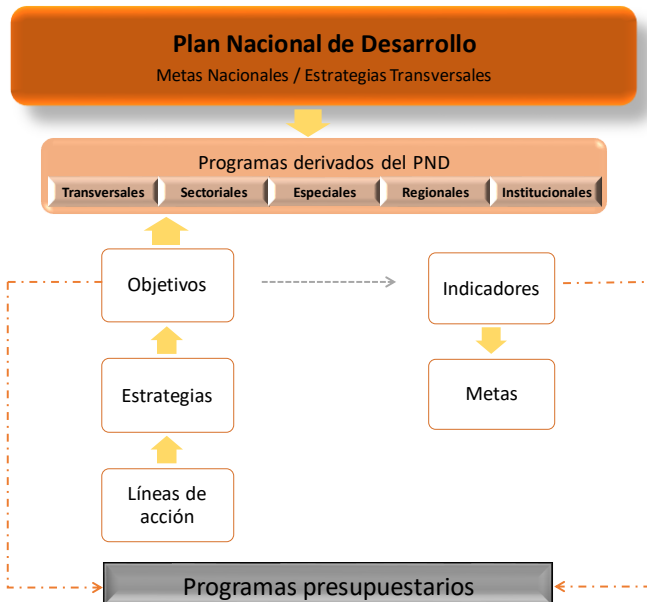 Plan Nacional de Desarrollo
Metas Nacionales / Estrategias Transversales
Programas derivados del PND
Transversales Sectoriales Especiales Regionales Institucionales
Objetivos
Indicadores
Estrategias
Metas
Líneas de
acción
Programas presupuestarios